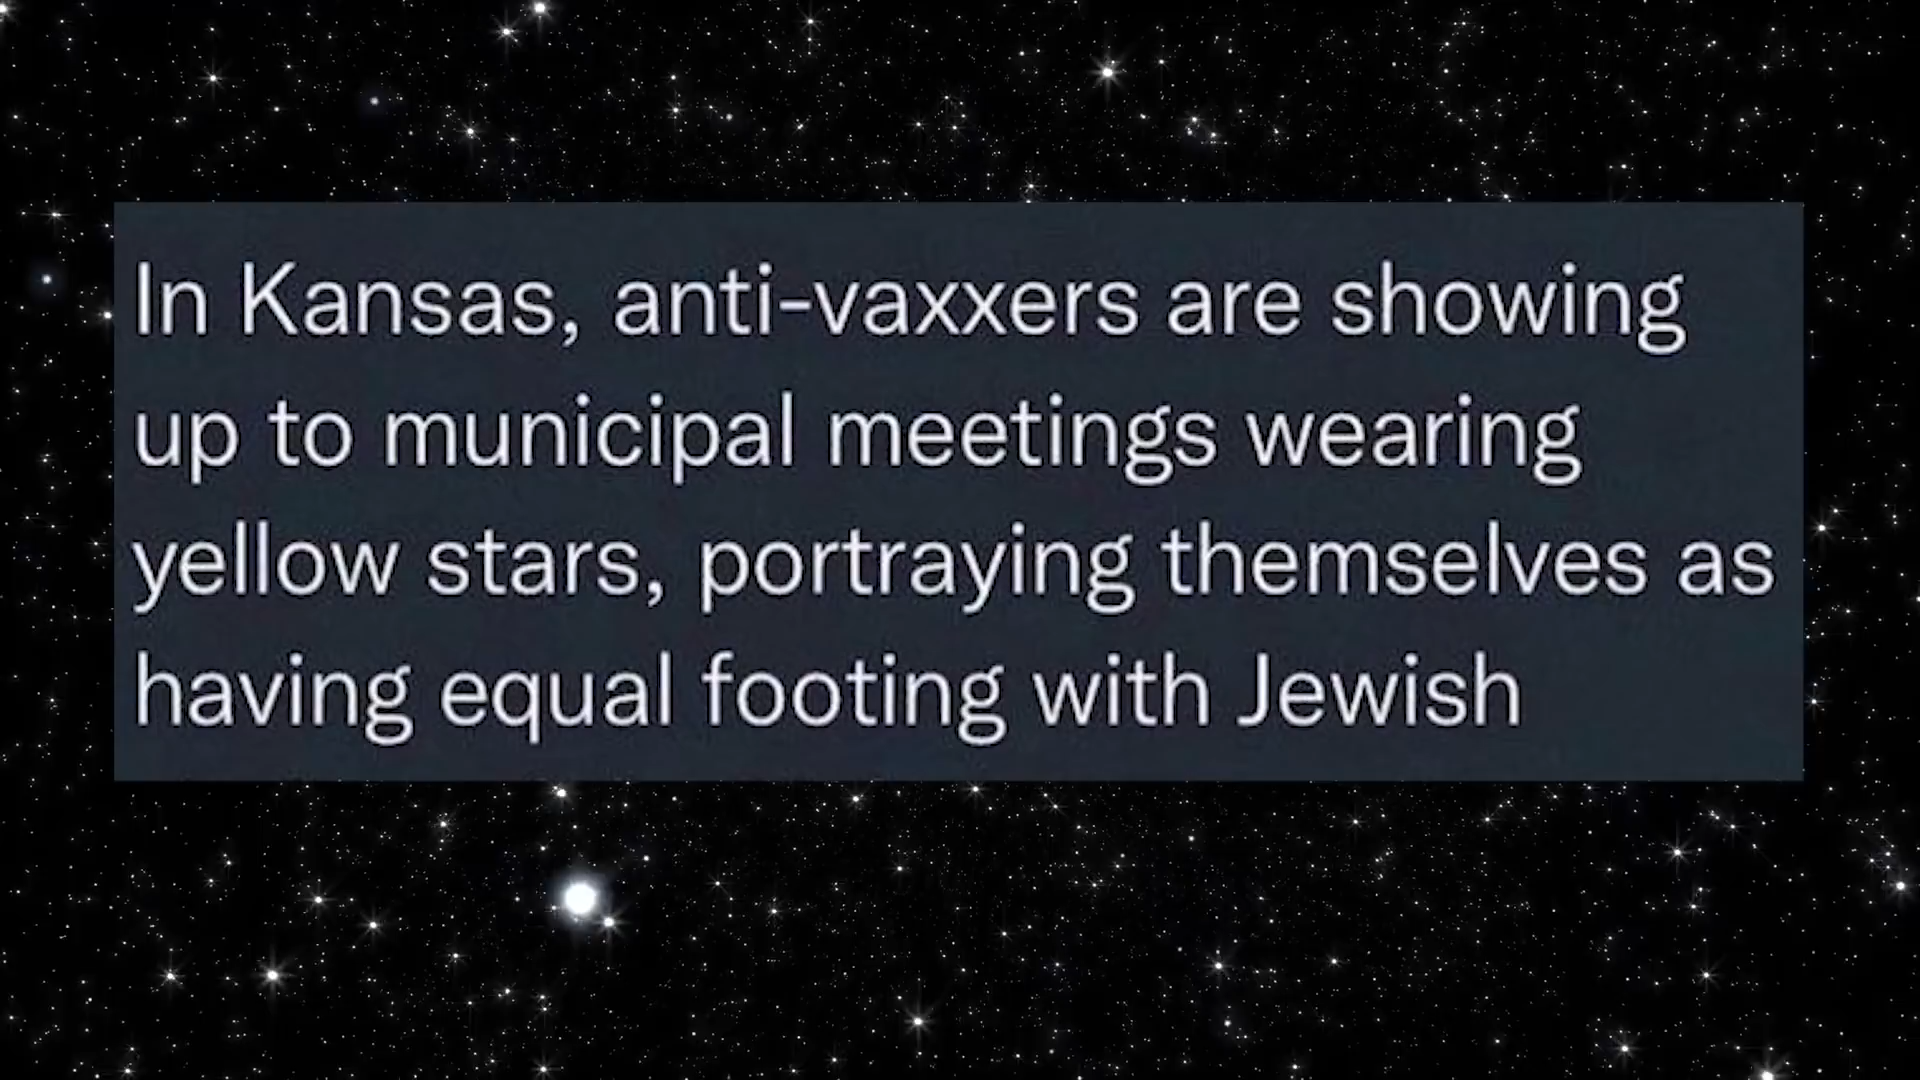 In Kansas, anti-vaxxers are showing
up to municipal meetings wearing
yellow stars, portraying themselves as
having equal footing with Jewish